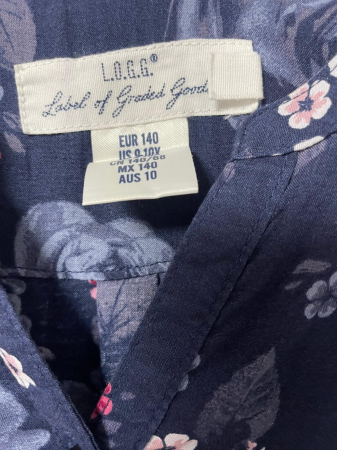 L.O.G.G.®
Label of Graded Goods
EUR 140
US 9-10Y
CN 140/68
MX 140
AUS 10